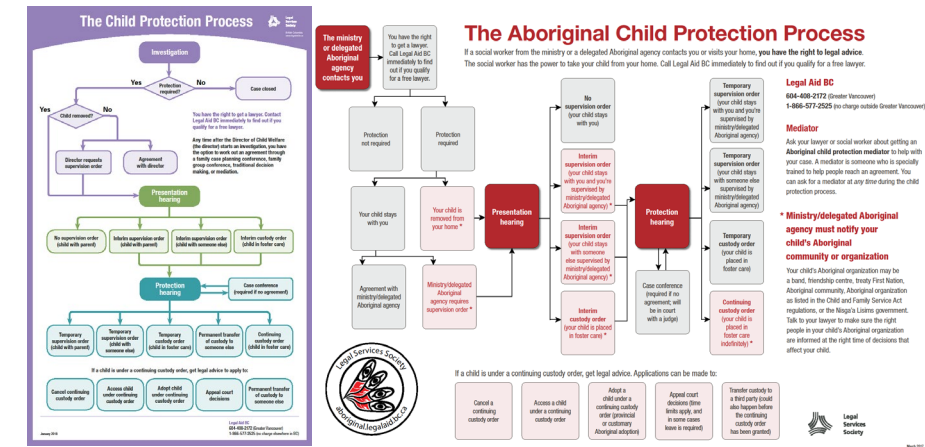 The Child Protection Process
Legal
Services
Society
Investigation
Yes
No
Protection
required?
Case closed
Yes
No
Child removed?
You have the right to get a lawyer. Contact
Legal Aid BC immediately to find out if you
qualify for a free lawyer.
Any time after the Director of Child Welfare
(the director) starts an investigation, you have
the option to work out an agreement through
a family case planning conference, family
group conference, traditional decision
making, or mediation.
Director requests
supervision order
Agreement
with director
Presentation
hearing
No supervision order
(child with parent)
Interim supervision order
(child with parent)
Interim supervision order
(child with someone else)
Interim custody order
(child in foster care)
Protection
hearing
Case conference
(required if no agreement)
Temporary
supervision order
(child with parent)
Temporary
supervision order
(child with
someone else)
Temporary
custody order
(child in foster care)
Permanent transfer
of custody to
someone else
Continuing
custody order
(child in foster care)
If a child is under a continuing custody order, get legal advice to apply to:
Cancel continuing
custody order
Access child
under continuing
custody order
Adopt child
under continuing
custody order
Appeal court
decisions
Permanent transfer
of custody to
someone else
January 2018
Legal Aid BC
604-408-2172 (Greater Vancouver)
1-866-577-2525 (no charge elsewhere in BC)
The ministry
or delegated
Aboriginal
agency
contacts you
You have the right
to get a lawyer.
Call Legal Aid BC
immediately to find
out if you qualify
for a free lawyer.
The Aboriginal Child Protection Process
If a social worker from the ministry or a delegated Aboriginal agency contacts you or visits your home, you have the right to legal advice.
The social worker has the power to take your child from your home. Call Legal Aid BC immediately to find out if you qualify for a free lawyer.
Protection
not required
Protection
required
Your child stays
with you
Your child is
removed from
your home *
Agreement with
ministry/delegated
Aboriginal agency
Ministry/delegated
Aboriginal
agency requires
supervision order *
Presentation
hearing
No
supervision order
(your child stays
with you)
Interim
supervision order
(your child stays
with you and you're
supervised by
ministry/delegated
Aboriginal agency) *
Interim
supervision order
(your child stays
with someone
else supervised by
ministry/delegated
Aboriginal agency) *
Interim
custody order
(your child is placed
in foster care) *
Protection
hearing
Case conference
(required if no
agreement; will
be in court
with a judge)
Temporary
supervision order
(your child stays
with you and you're
supervised by
ministry/delegated
Aboriginal agency)
Temporary
supervision order
(your child stays
with someone else
supervised by
ministry/delegated
Aboriginal agency)
Temporary
custody order
(your child is
placed in
foster care)
Continuing
custody order
(your child is
placed in
foster care
indefinitely) *
Legal Aid BC
604-408-2172 (Greater Vancouver)
1-866-577-2525 (no charge outside Greater Vancouver)
Mediator
Ask your lawyer or social worker about getting an
Aboriginal child protection mediator to help with
your case. A mediator is someone who is specially
trained to help people reach an agreement. You
can ask for a mediator at any time during the child
protection process.
* Ministry/delegated Aboriginal
agency must notify your
child's Aboriginal
community or organization
Your child's Aboriginal organization may be
a band, friendship centre, treaty First Nation,
Aboriginal community, Aboriginal organization
as listed in the Child and Family Service Act
regulations, or the Nisga'a Lisims government.
Talk to your lawyer to make sure the right
people in your child's Aboriginal organization
are informed at the right time of decisions that
affect your child.
Legal Services Society
aboriginal.legalaid.bc.ca
If a child is under a continuing custody order, get legal advice. Applications can be made to:
Cancel a
continuing
custody order
Access a child
under a continuing
custody order
Adopt a
child under a
continuing custody
order (provincial
or customary
Aboriginal adoption)
Appeal court
decisions (time
limits apply, and
in some cases
leave is required)
Transfer custody to
a third party (could
also happen before
the continuing
custody order
has been granted)
Legal
Services
Society